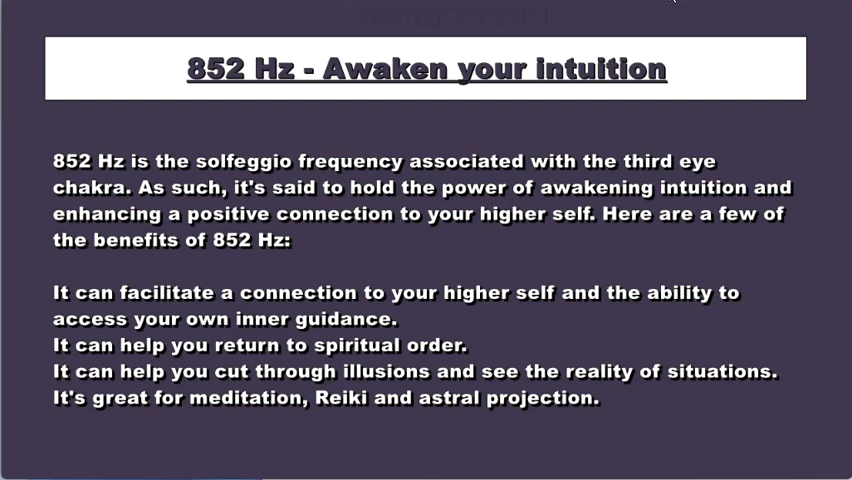 852 Hz - Awaken your intuition
852 Hz is the solfeggio frequency associated with the third eye
chakra. As such, it's said to hold the power of awakening intuition and
enhancing a positive connection to your higher self. Here are a few of
the benefits of 852 Hz:
It can facilitate a connection to your higher self and the ability to
access your own inner guidance.
It can help you return to spiritual order.
It can help you cut through illusions and see the reality of situations.
It's great for meditation, Reiki and astral projection.